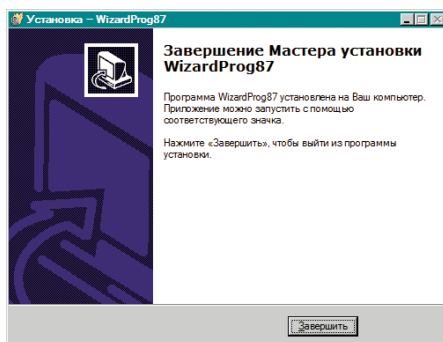 Установка – WizardProg87
Завершение Мастера установки
WizardProg87
Программа WizardProg87 установлена на Ваш компьютер.
Приложение можно запустить с помощью
соответствующего значка.
Нажмите «Завершить», чтобы выйти из программы
установки.
Завершить